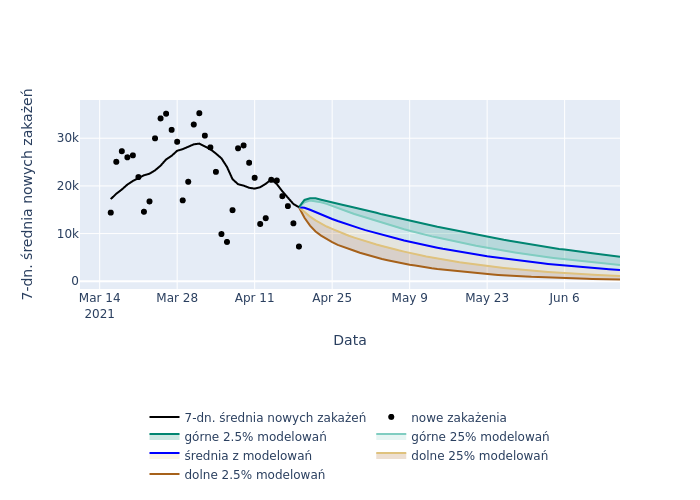 7-dn. średnia nowych zakażeń
30k
20k
10k
0
Mar 14
2021
Mar 28
Apr 11
Apr 25
May 9
May 23
Jun 6
Data
7-dn. średnia nowych zakażeń
nowe zakażenia
górne 2.5% modelowań
górne 25% modelowań
średnia z modelowań
dolne 25% modelowań
dolne 2.5% modelowań